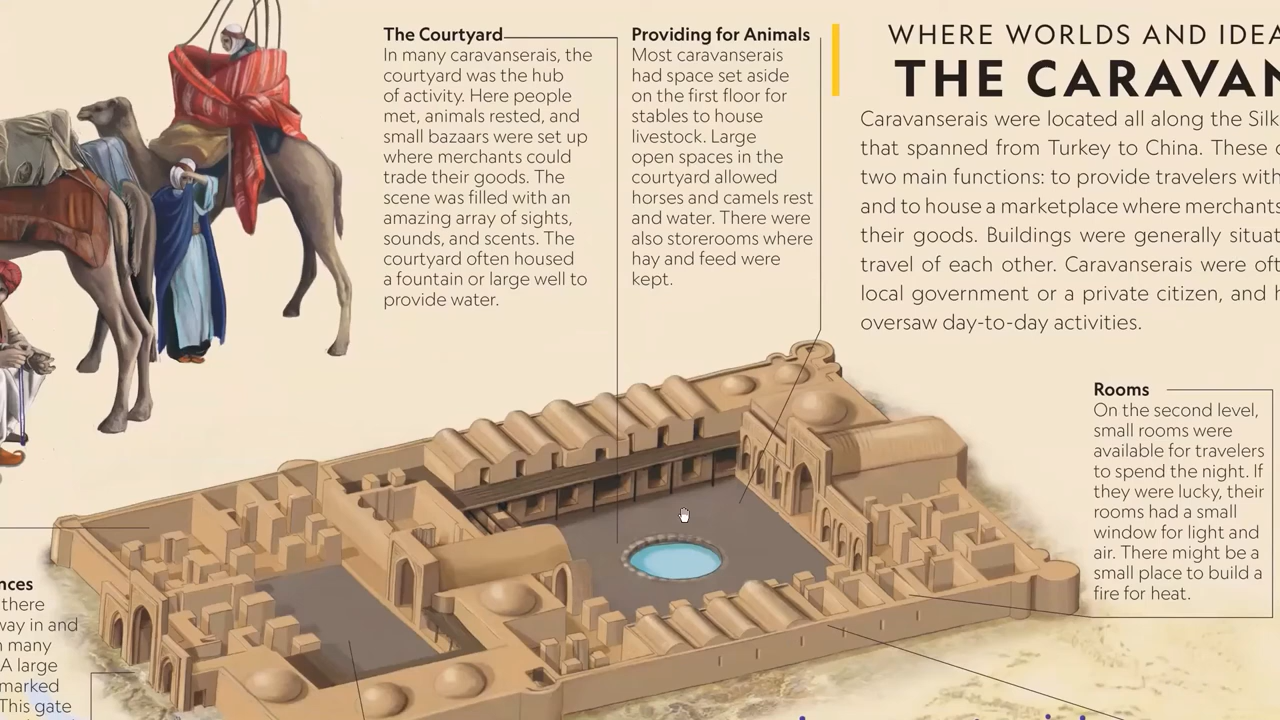 The Courtyard
In many caravanserais, the
courtyard was the hub
of activity. Here people
met, animals rested, and
small bazaars were set up
where merchants could
trade their goods. The
scene was filled with an
amazing array of sights,
sounds, and scents. The
courtyard often housed
a fountain or large well to
provide water.
Providing for Animals
Most caravanserais
had space set aside
on the first floor for
stables to house
livestock. Large
open spaces in the
courtyard allowed
horses and camels rest
and water. There were
also storerooms where
hay and feed were
kept.
WHERE WORLDS AND IDEA
THE CARAVAN
Caravanserais were located all along the Silk
that spanned from Turkey to China. These
two main functions: to provide travelers with
and to house a marketplace where merchants
their goods. Buildings were generally situat
travel of each other. Caravanserais were oft
local government or a private citizen, and
oversaw day-to-day activities.
Rooms
On the second level,
small rooms were
available for travelers
to spend the night. If
they were lucky, their
rooms had a small
window for light and
air. There might be a
small place to build a
fire for heat.
nces
there
way in and
many
A large
marked
This gate